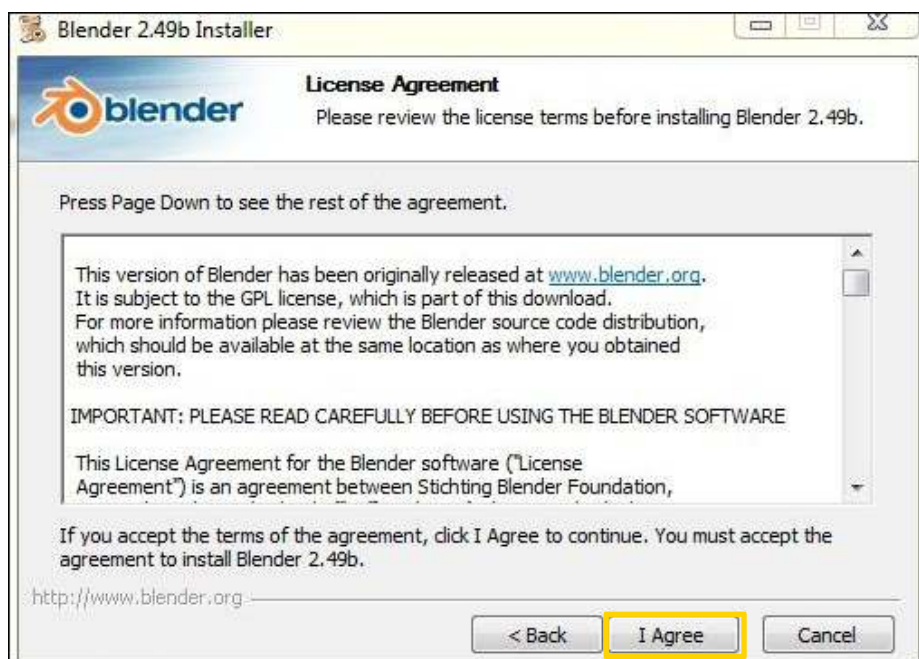 Blender 2.49b Installer
blender
License Agreement
Please review the license terms before installing Blender 2.49b.
Press Page Down to see the rest of the agreement.
This version of Blender has been originally released at www.blender.org.
It is subject to the GPL license, which is part of this download.
For more information please review the Blender source code distribution,
which should be available at the same location as where you obtained
this version.
IMPORTANT: PLEASE READ CAREFULLY BEFORE USING THE BLENDER SOFTWARE
This License Agreement for the Blender software ("License
Agreement") is an agreement between Stichting Blender Foundation,
If you accept the terms of the agreement, click I Agree to continue. You must accept the
agreement to install Blender 2.49b.
http://www.blender.org
< Back I Agree Cancel